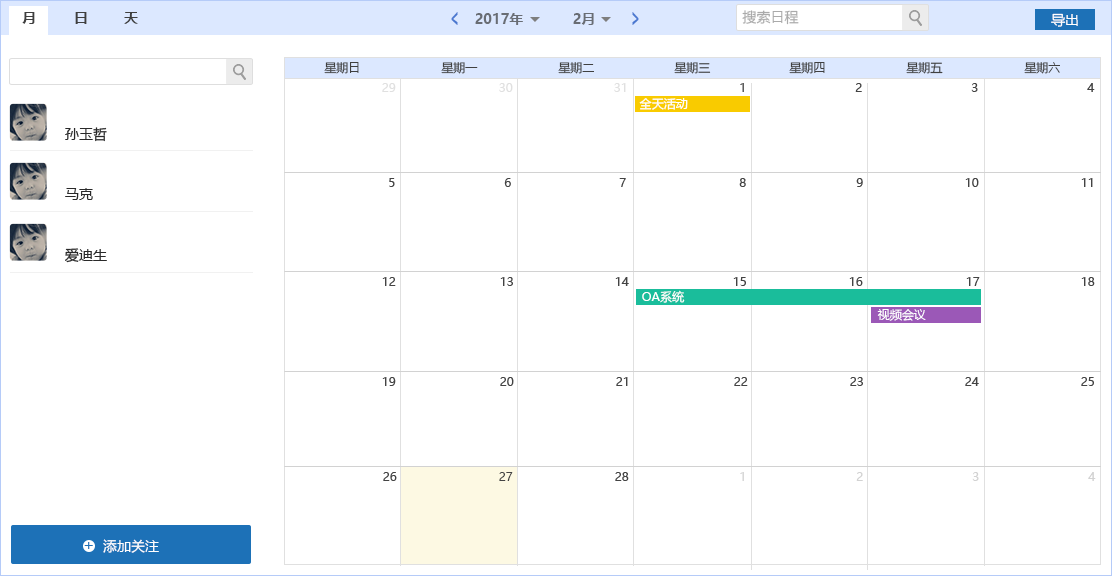 月 日 天 2017年 2月 搜索日程 导出
星期日 星期一 星期二 星期三 星期四 星期五 星期六
29 30 31 1 2 3 4
全天活动
孙玉哲
5 6 7 8 9 10 11
马克
爱迪生
12 13 14 15 16 17 18
OA系统
视频会议
19 20 21 22 23 24 25
26 27 28 1 2 3 4
添加关注